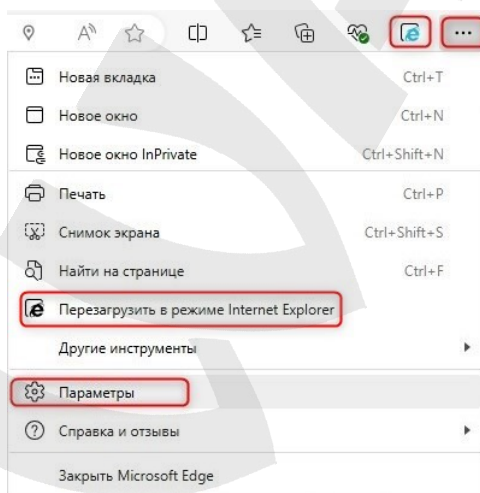 Новая вкладка Ctrl+T
Новое окно Ctrl+N
Новое окно InPrivate Ctrl+Shift+N
Печать Ctrl+P
Снимок экрана Ctrl+Shift+S
Найти на странице Ctrl+F
Перезагрузить в режиме Internet Explorer
Другие инструменты
Параметры
Справка и отзывы
Закрыть Microsoft Edge